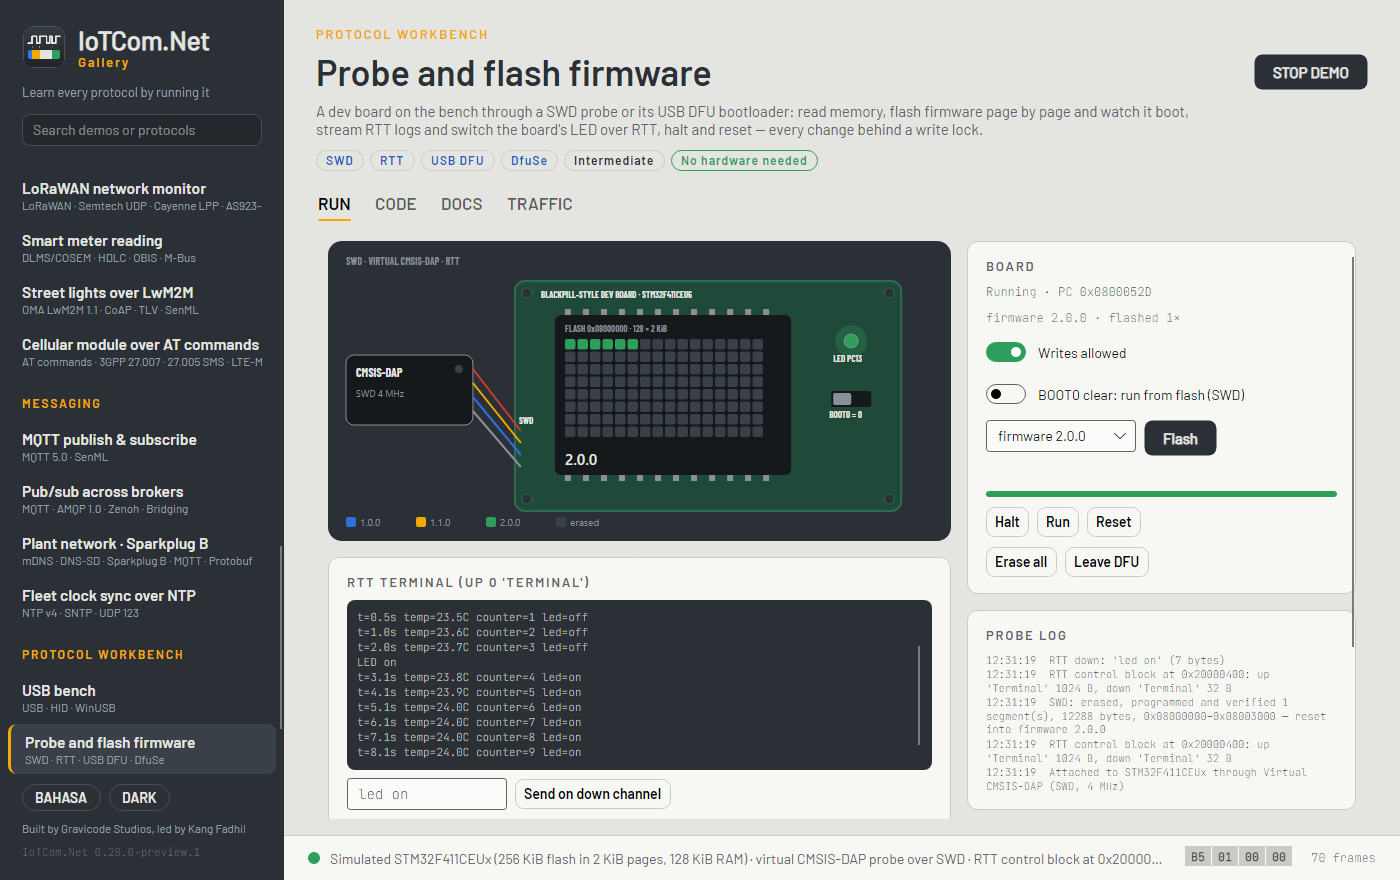 IoTCom.Net
Gallery
Learn every protocol by running it
Search demos or protocols
LoRaWAN network monitor
LoRaWAN · Semtech UDP · Cayenne LPP · AS923-
Smart meter reading
DLMS/COSEM · HDLC · OBIS · M-Bus
Street lights over LwM2M
OMA LwM2M 1.1 · CoAP · TLV · SenML
Cellular module over AT commands
AT commands · 3GPP 27.007 · 27.005 SMS · LTE-M
MESSAGING
MQTT publish & subscribe
MQTT 5.0 · SenML
Pub/sub across brokers
MQTT · AMQP 1.0 · Zenoh · Bridging
Plant network · Sparkplug B
mDNS · DNS-SD · Sparkplug B · MQTT · Protobuf
Fleet clock sync over NTP
NTP v4 · SNTP · UDP 123
PROTOCOL WORKBENCH
USB bench
USB · HID · WinUSB
Probe and flash firmware
SWD · RTT · USB DFU · DfuSe
BAHASA DARK
Built by Gravicode Studios, led by Kang Fadhil
IoTCom.Net 0.28.0-preview.1
PROTOCOL WORKBENCH
Probe and flash firmware
STOP DEMO
A dev board on the bench through a SWD probe or its USB DFU bootloader: read memory, flash firmware page by page and watch it boot,
stream RTT logs and switch the board's LED over RTT, halt and reset — every change behind a write lock.
SWD RTT USB DFU DfuSe Intermediate No hardware needed
RUN CODE DOCS TRAFFIC
SWD · VIRTUAL CMSIS-DAP · RTT
BLACKPILL-STYLE DEV BOARD · STM32F411CEU6
FLASH 0x08000000 · 128 × 2 KiB
LED PC13
CMSIS-DAP
SWD 4 MHz
SWD
BOOT0 = 0
2.0.0
1.0.0 1.1.0 2.0.0 erased
RTT TERMINAL (UP 0 'TERMINAL')
t=0.5s temp=23.5C counter=1 led=off
t=1.0s temp=23.6C counter=2 led=off
t=2.0s temp=23.7C counter=3 led=off
LED on
t=3.1s temp=23.8C counter=4 led=on
t=4.1s temp=23.9C counter=5 led=on
t=5.1s temp=24.0C counter=6 led=on
t=6.1s temp=24.0C counter=7 led=on
t=7.1s temp=24.0C counter=8 led=on
t=8.1s temp=24.0C counter=9 led=on
led on
Send on down channel
BOARD
Running · PC 0x0800052D
firmware 2.0.0 · flashed 1×
Writes allowed
BOOT0 clear: run from flash (SWD)
firmware 2.0.0
Flash
Halt Run Reset
Erase all Leave DFU
PROBE LOG
12:31:19 RTT down: 'led on' (7 bytes)
12:31:19 RTT control block at 0x20000400: up
'Terminal' 1024 B, down 'Terminal' 32 B
12:31:19 SWD: erased, programmed and verified 1
segment(s), 12288 bytes, 0x08000000–0x08003000 — reset
into firmware 2.0.0
12:31:19 RTT control block at 0x20000400: up
'Terminal' 1024 B, down 'Terminal' 32 B
12:31:19 Attached to STM32F411CEUx through Virtual
CMSIS-DAP (SWD, 4 MHz)
Simulated STM32F411CEUx (256 KiB flash in 2 KiB pages, 128 KiB RAM) · virtual CMSIS-DAP probe over SWD · RTT control block at 0x20000...
B5 01 00 00
70 frames